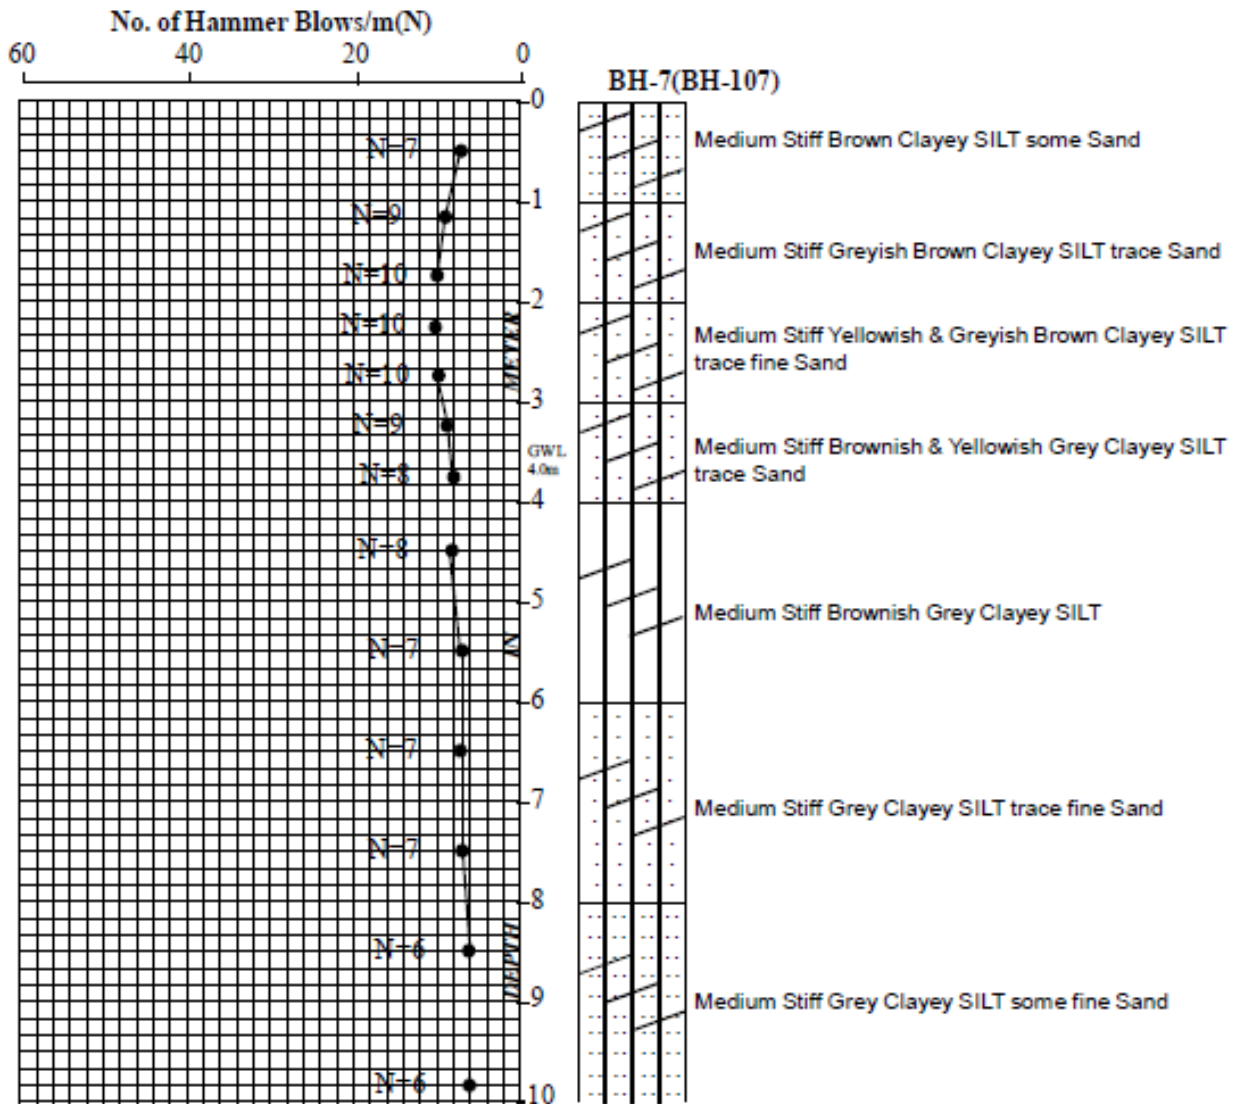 No. of Hammer Blows/m(N)
60 40 20 0
BH-7(BH-107)
0
N=7
Medium Stiff Brown Clayey SILT some Sand
1
N=9
Medium Stiff Greyish Brown Clayey SILT trace Sand
N=10
2
N=10
METER
Medium Stiff Yellowish & Greyish Brown Clayey SILT
trace fine Sand
N=10
3
N=9
GWL
4.0m
Medium Stiff Brownish & Yellowish Grey Clayey SILT
trace Sand
N=8
4
N=8
5
Medium Stiff Brownish Grey Clayey SILT
N=7
IN
6
N=7
7
Medium Stiff Grey Clayey SILT trace fine Sand
N=7
8
N=6
DEPTH
9
Medium Stiff Grey Clayey SILT some fine Sand
N=6
10